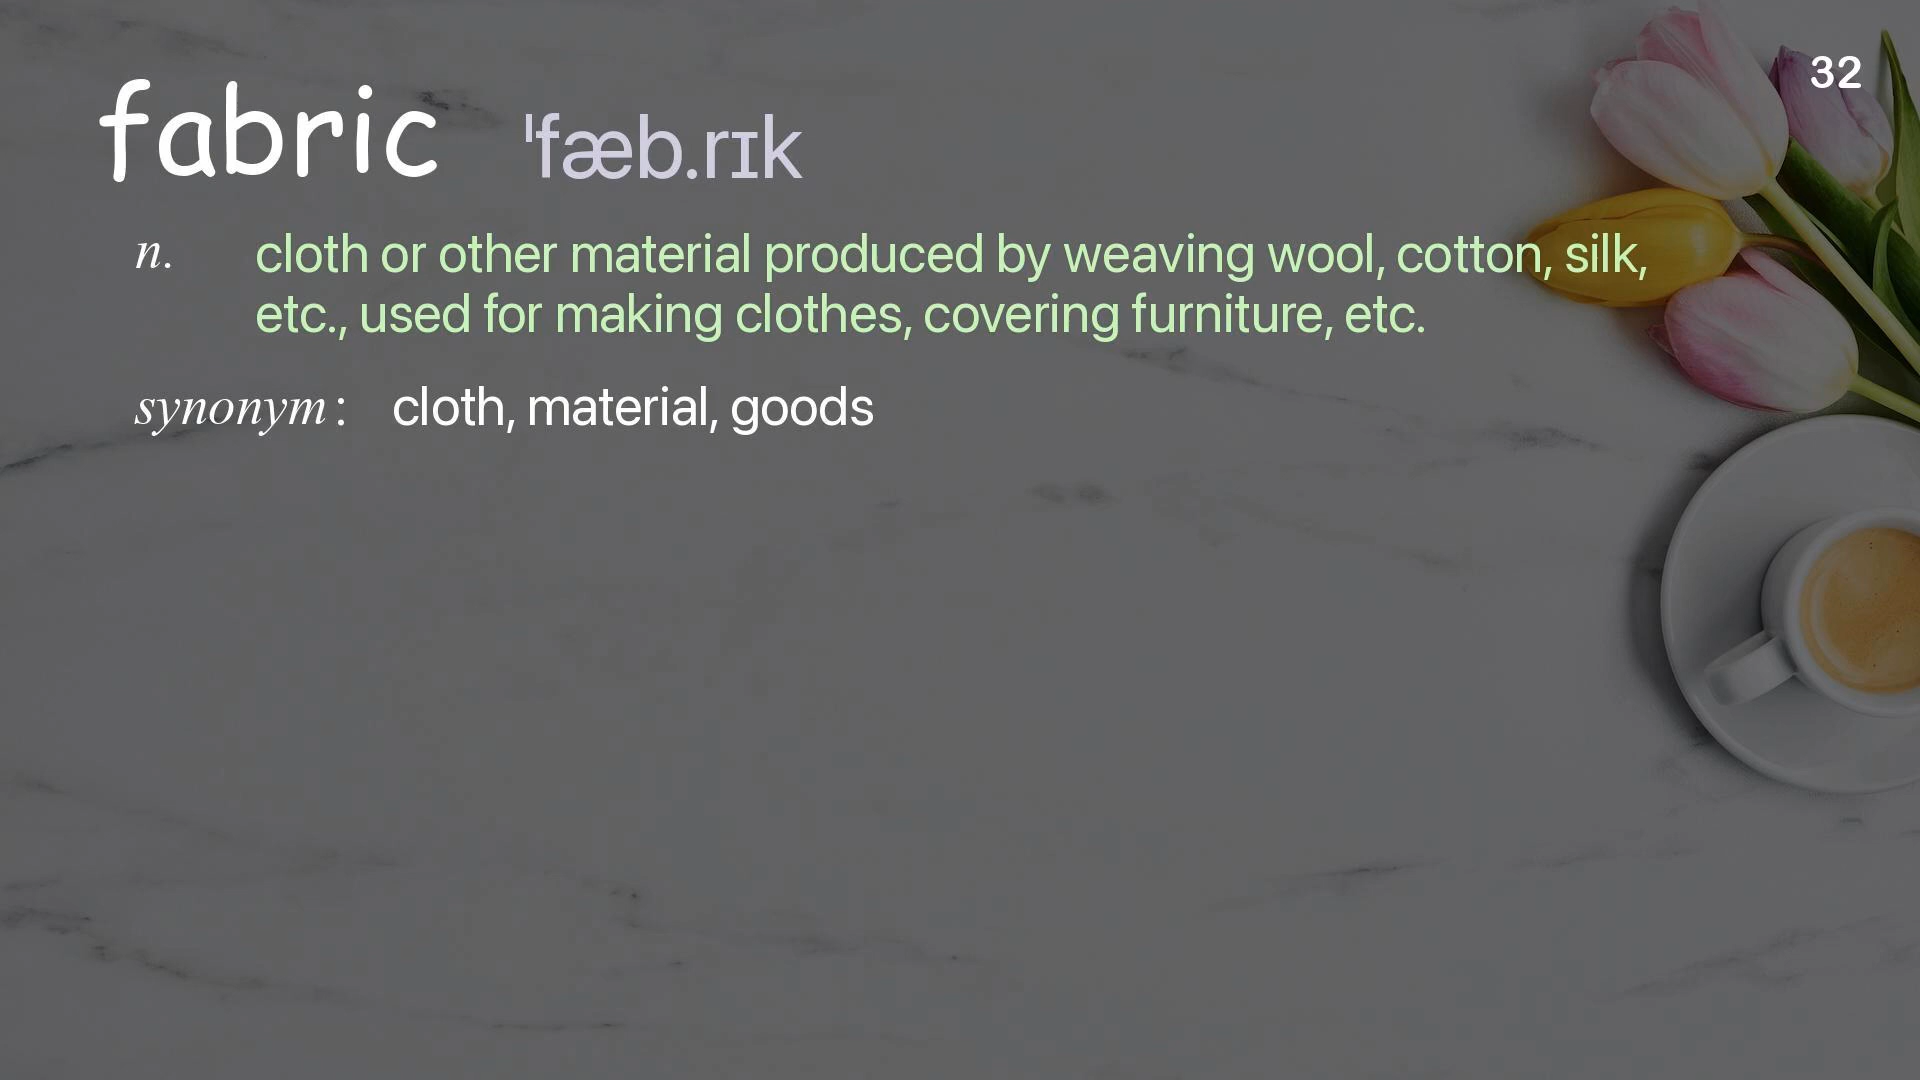 32
fabric ˈfæb.rɪk
n. cloth or other material produced by weaving wool, cotton, silk,
etc., used for making clothes, covering furniture, etc.
synonym: cloth, material, goods